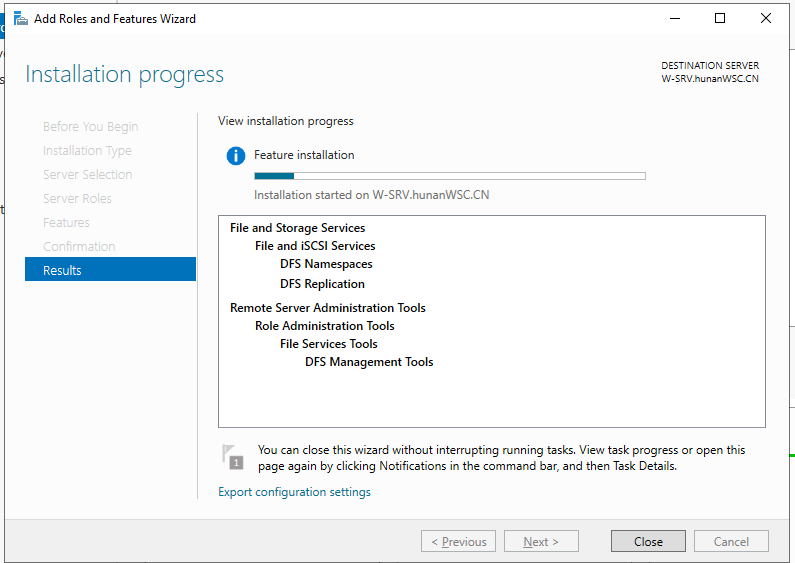 Add Roles and Features Wizard
Installation progress
DESTINATION SERVER
W-SRV.hunanWSC.CN
Before You Begin
Installation Type
Server Selection
Server Roles
Features
Confirmation
Results
View installation progress
Feature installation
Installation started on W-SRV.hunanWSC.CN
File and Storage Services
File and iSCSI Services
DFS Namespaces
DFS Replication
Remote Server Administration Tools
Role Administration Tools
File Services Tools
DFS Management Tools
1
You can close this wizard without interrupting running tasks. View task progress or open this
page again by clicking Notifications in the command bar, and then Task Details.
Export configuration settings
< Previous
Next >
Close
Cancel